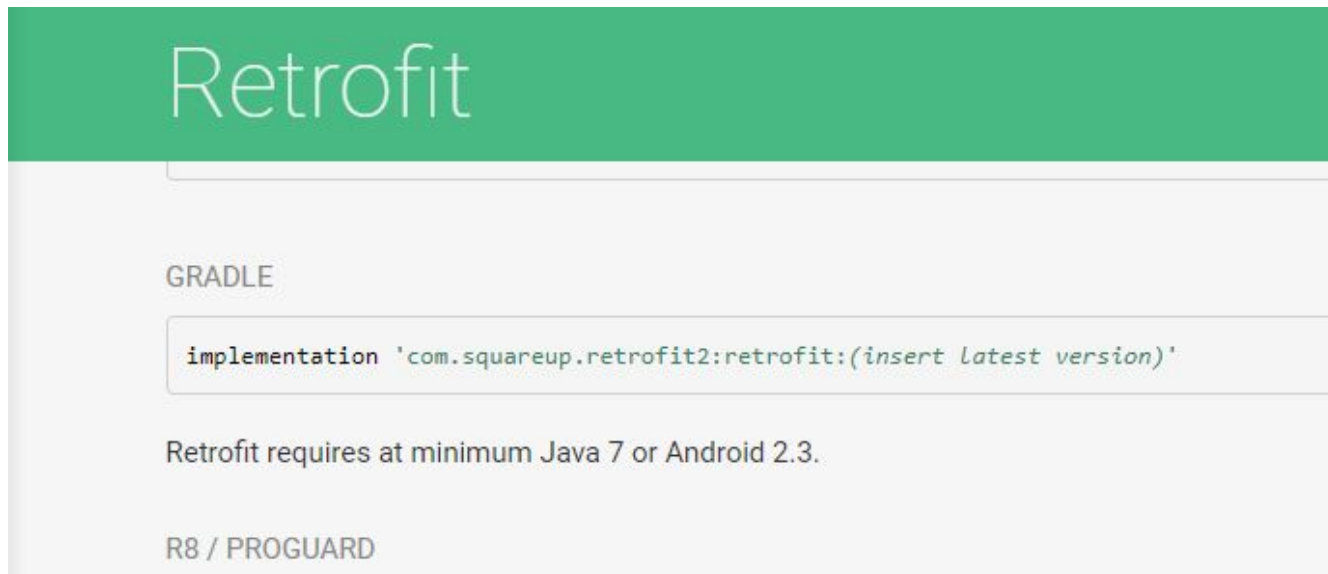 Retrofit
GRADLE
implementation 'com.squareup.retrofit2:retrofit:(insert latest version)'
Retrofit requires at minimum Java 7 or Android 2.3.
R8 / PROGUARD